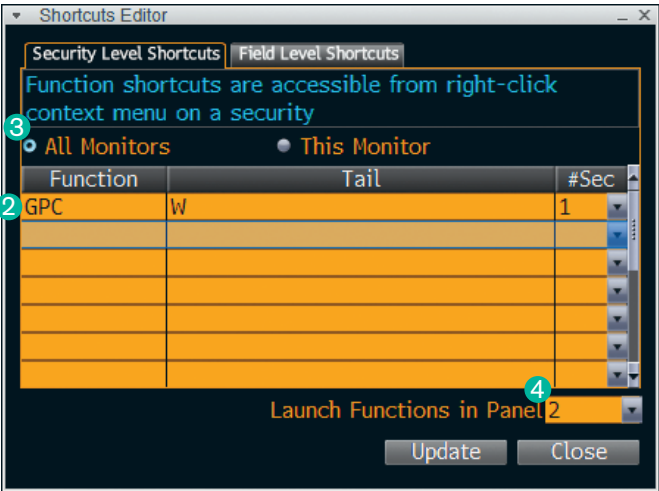 Shortcuts Editor
Security Level Shortcuts Field Level Shortcuts
Function shortcuts are accessible from right-click
context menu on a security
3
All Monitors This Monitor
Function Tail #Sec
2 GPC W 1
4
Launch Functions in Panel 2
Update Close